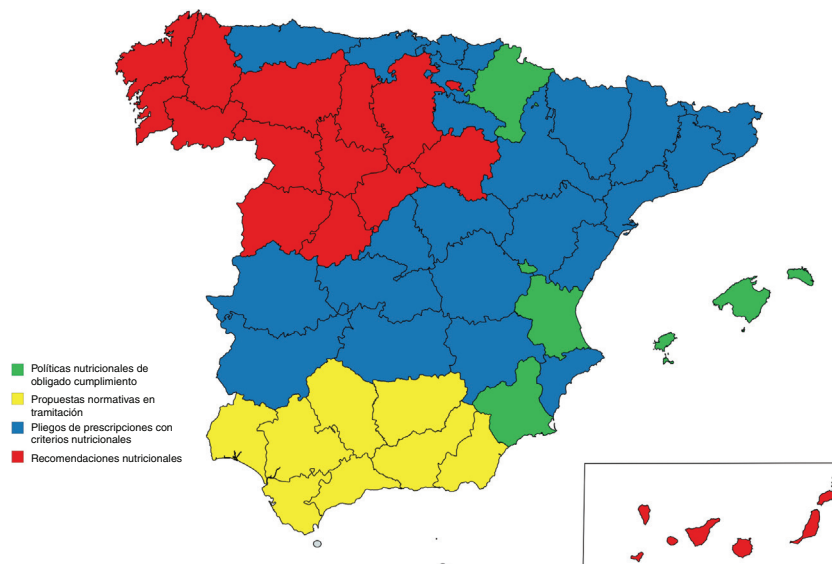 Políticas nutricionales de
obligado cumplimiento
Propuestas normativas en
tramitación
Pliegos de prescripciones con
criterios nutricionales
Recomendaciones nutricionales